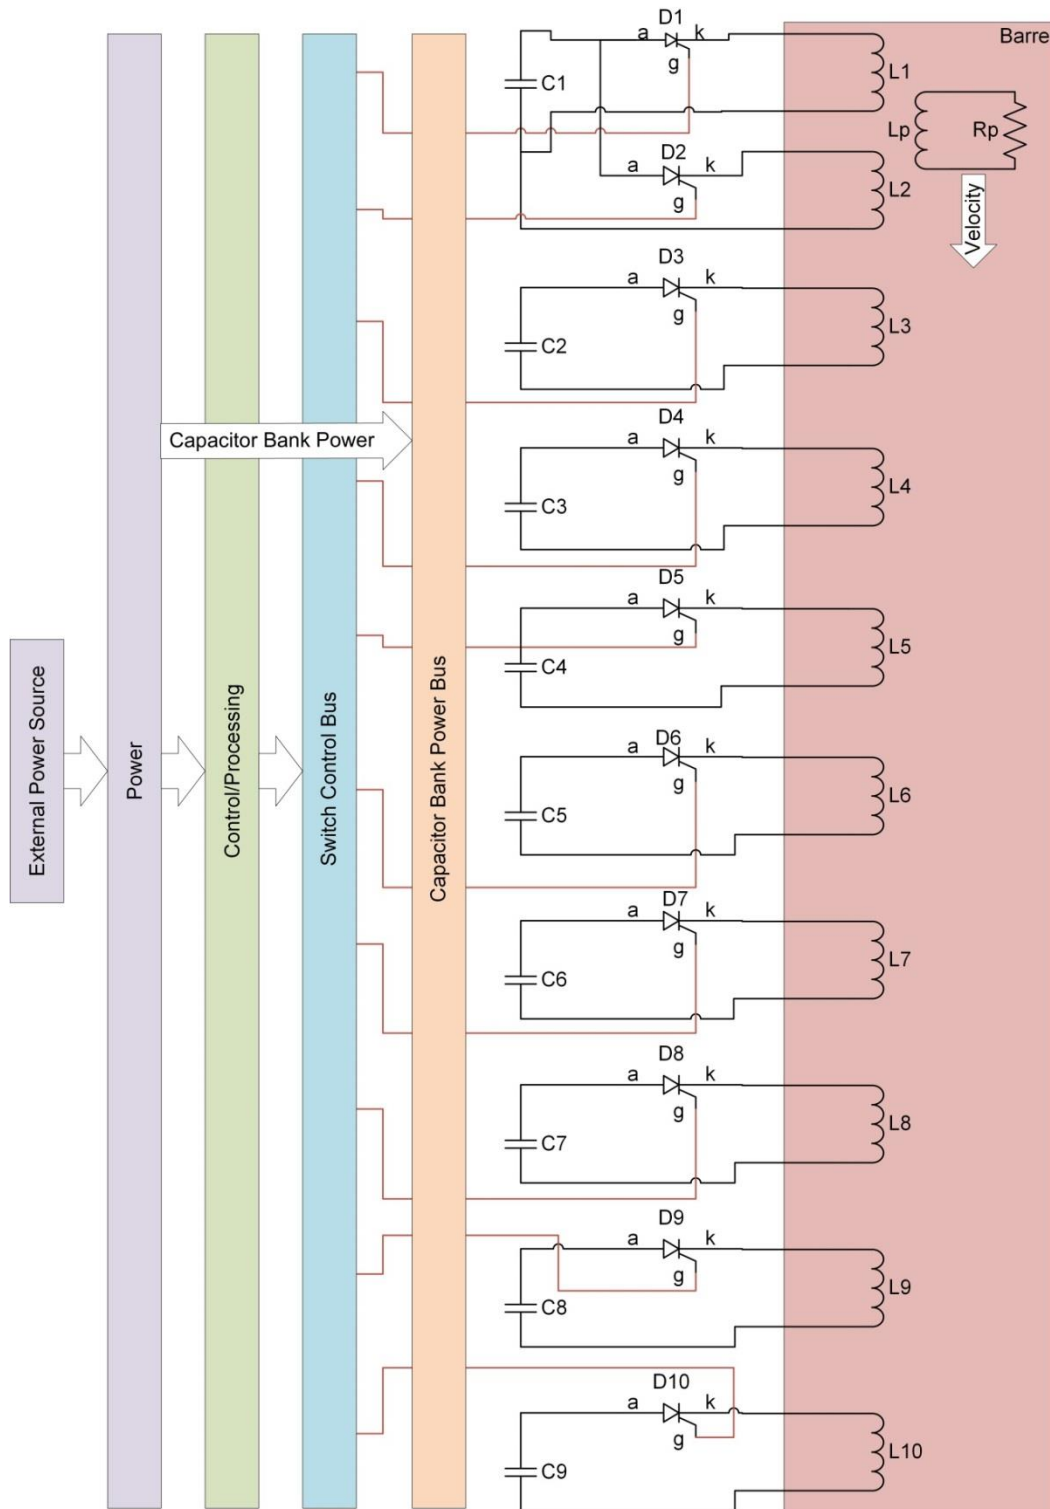 External Power Source
Power
Control/Processing
Switch Control Bus
Capacitor Bank Power
Capacitor Bank Power Bus
Barre
D1
a
k
g
C1
L1
Lp
Rp
D2
a
k
g
L2
Velocity
D3
a
k
g
C2
L3
D4
a
k
g
C3
L4
D5
a
k
g
C4
L5
D6
a
k
g
C5
L6
D7
a
k
g
C6
L7
D8
a
k
g
C7
L8
D9
a
k
g
C8
L9
D10
a
k
g
C9
L10